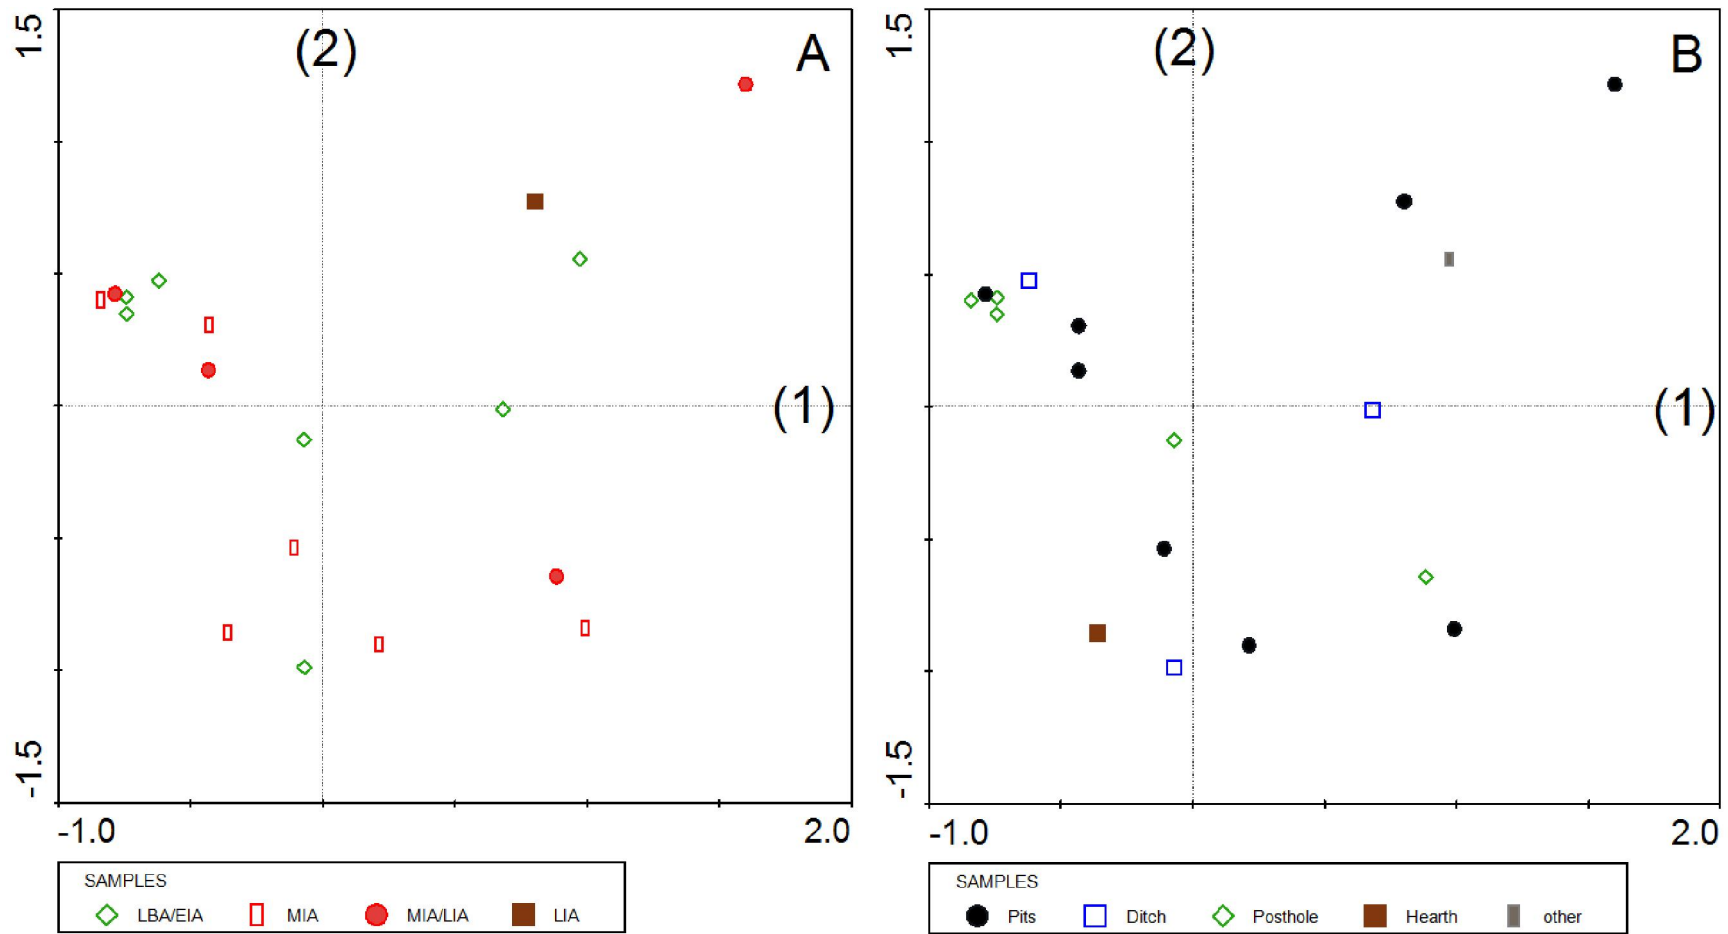 1.5
(2)
A
(1)
-1.5
-1.0
2.0
SAMPLES
LBA/EIA
MIA
MIA/LIA
LIA
1.5
(2)
B
(1)
-1.5
-1.0
2.0
SAMPLES
Pits
Ditch
Posthole
Hearth
other